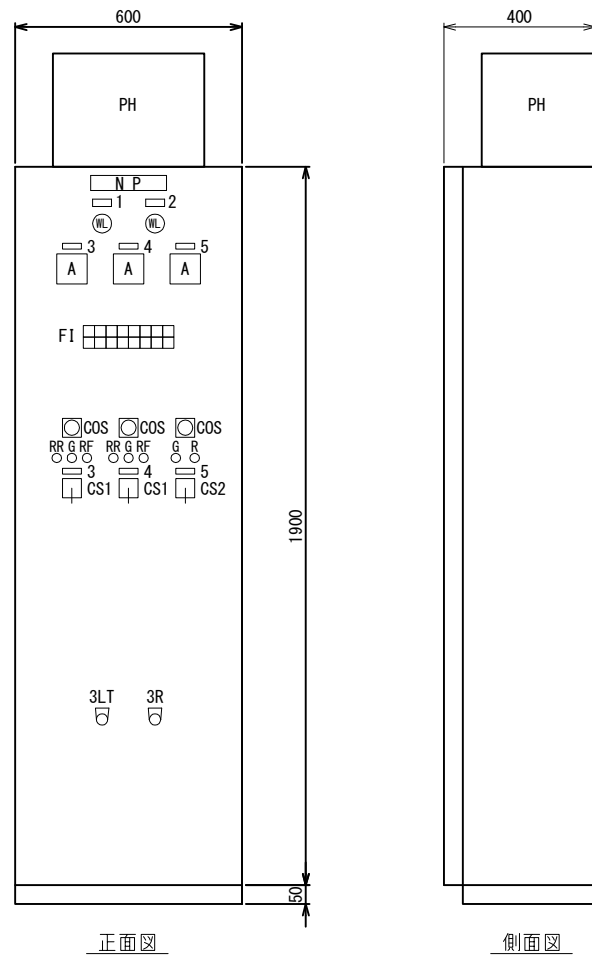 600
400
PH
PH
N P
1 2
WL WL
3 4 5
A A A
FI
COS COS COS
RR G RF RR G RF G R
3 4 5
CS1 CS1 CS2
1900
3LT 3R
50
正面図
側面図